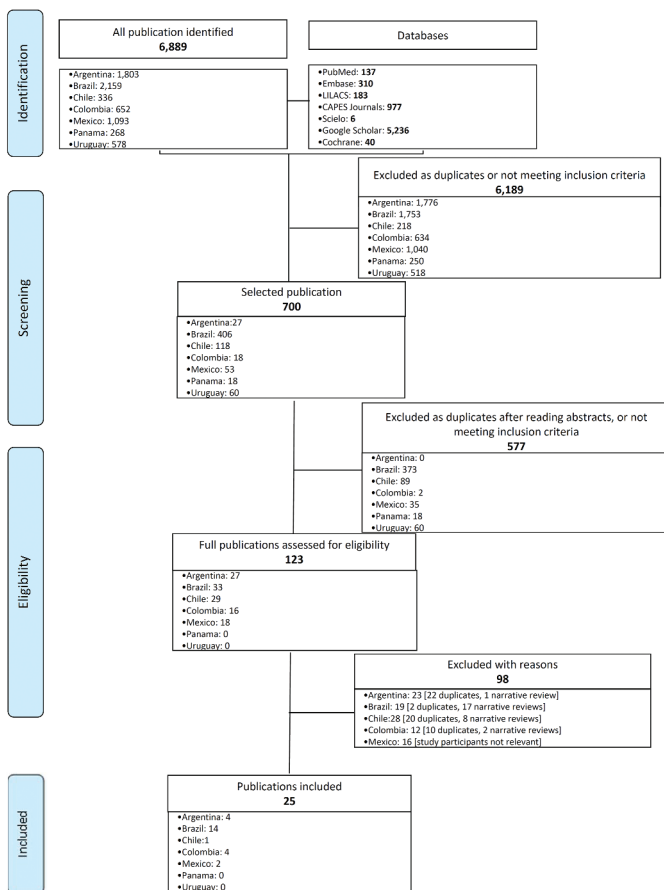 Identification
All publication identified
6,889
•Argentina: 1,803
•Brazil: 2,159
•Chile: 336
•Colombia: 652
•Mexico: 1,093
•Panama: 268
•Uruguay: 578
Databases
•PubMed: 137
•Embase: 310
•LILACS: 183
•CAPES Journals: 977
•Scielo: 6
•Google Scholar: 5,236
•Cochrane: 40
Excluded as duplicates or not meeting inclusion criteria
6,189
•Argentina: 1,776
•Brazil: 1,753
•Chile: 218
•Colombia: 634
•Mexico: 1,040
•Panama: 250
•Uruguay: 518
Screening
Selected publication
700
•Argentina:27
•Brazil: 406
•Chile: 118
•Colombia: 18
•Mexico: 53
•Panama: 18
•Uruguay: 60
Excluded as duplicates after reading abstracts, or not
meeting inclusion criteria
577
•Argentina: 0
•Brazil: 373
•Chile: 89
•Colombia: 2
•Mexico: 35
•Panama: 18
•Uruguay: 60
Eligibility
Full publications assessed for eligibility
123
•Argentina: 27
•Brazil: 33
•Chile: 29
•Colombia: 16
•Mexico: 18
•Panama: 0
•Uruguay: 0
Excluded with reasons
98
•Argentina: 23 [22 duplicates, 1 narrative review]
•Brazil: 19 [2 duplicates, 17 narrative reviews]
•Chile:28 [20 duplicates, 8 narrative reviews]
•Colombia: 12 [10 duplicates, 2 narrative reviews]
•Mexico: 16 [study participants not relevant]
Included
Publications included
25
•Argentina: 4
•Brazil: 14
•Chile:1
•Colombia: 4
•Mexico: 2
•Panama: 0
•Uruguay: 0